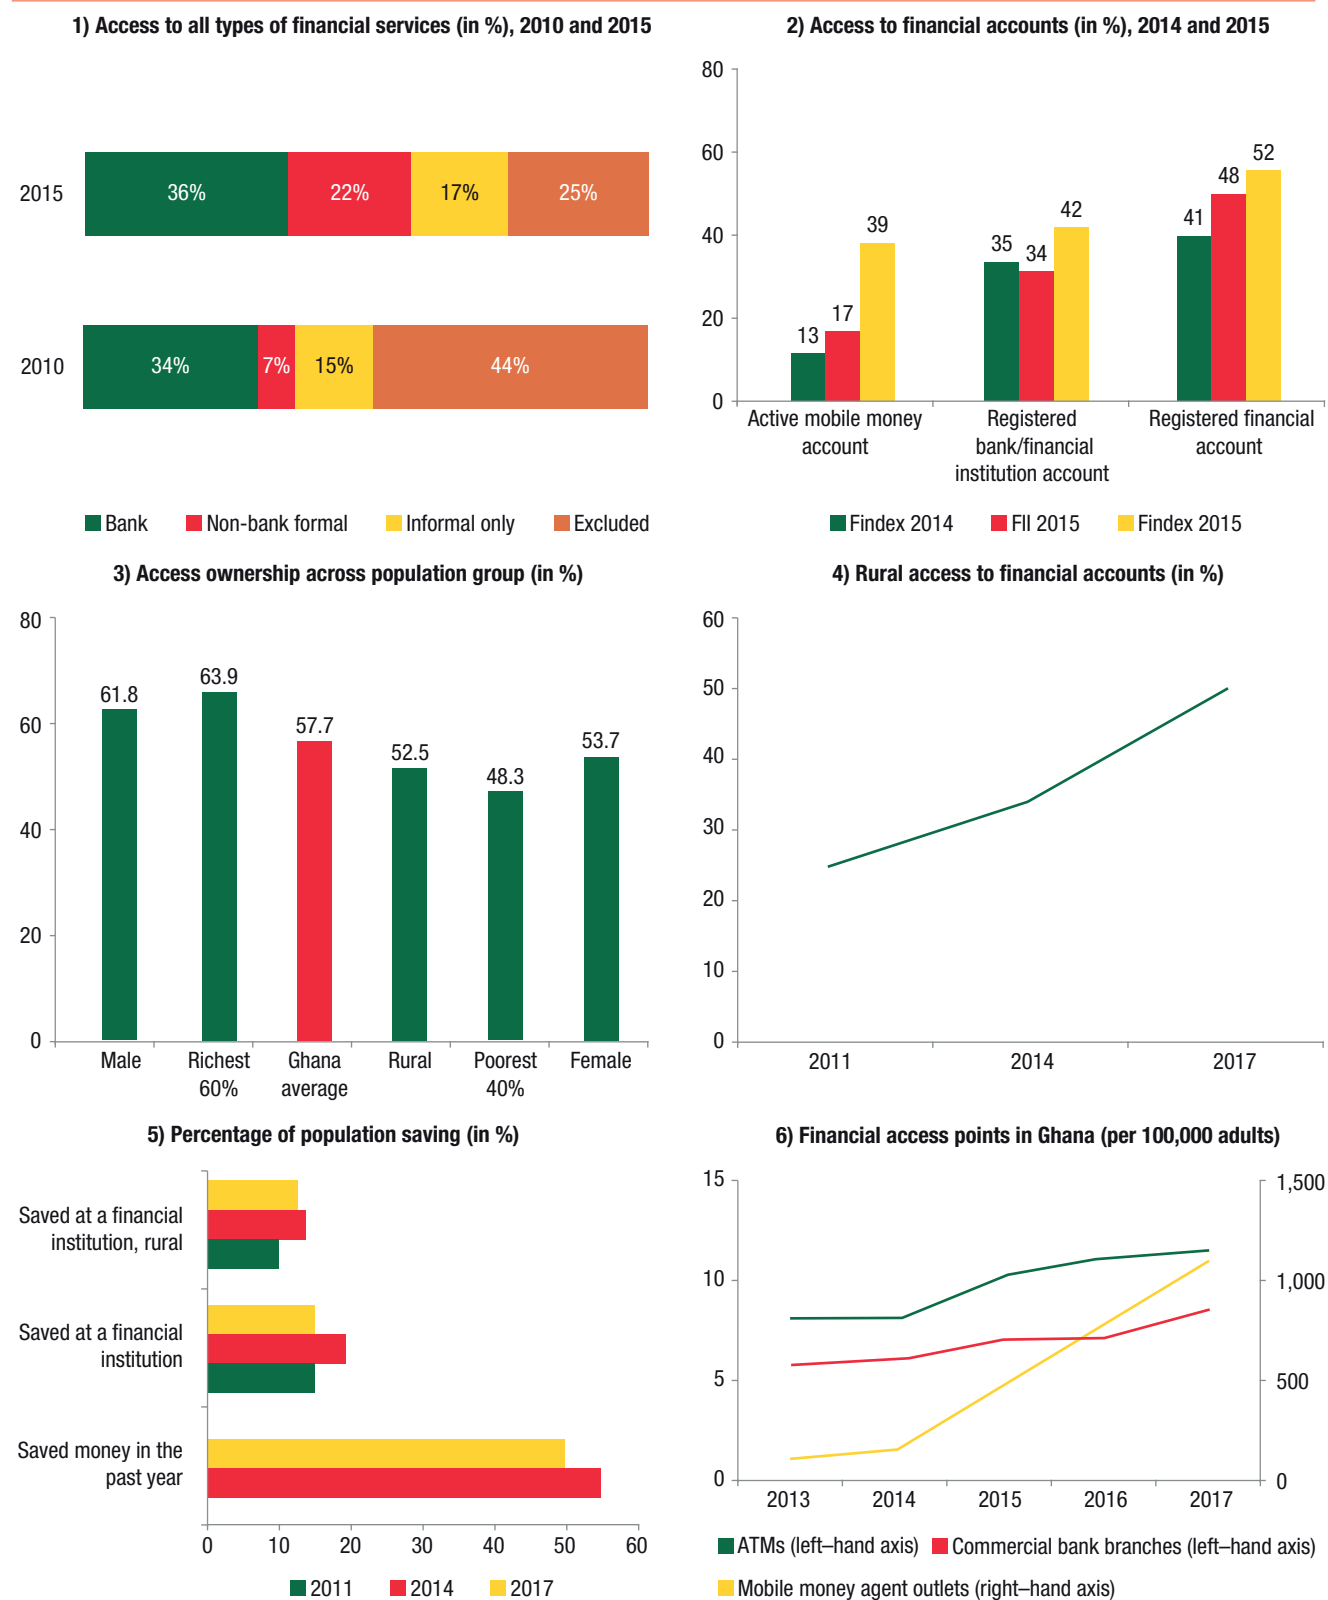 1) Access to all types of financial services (in %), 2010 and 2015
2015
36%
22%
17%
25%
2010
34%
7%
15%
44%
Bank
Non-bank formal
Informal only
Excluded
2) Access to financial accounts (in %), 2014 and 2015
80
60
40
20
0
13
17
39
35
34
42
41
48
52
Active mobile money
account
Registered
bank/financial
institution account
Registered financial
account
Findex 2014
FII 2015
Findex 2015
3) Access ownership across population group (in %)
80
60
40
20
0
61.8
63.9
57.7
52.5
48.3
53.7
Male
Richest
60%
Ghana
average
Rural
Poorest
40%
Female
4) Rural access to financial accounts (in %)
60
50
40
30
20
10
0
2011
2014
2017
5) Percentage of population saving (in %)
Saved at a financial
institution, rural
Saved at a financial
institution
Saved money in the
past year
0
10
20
30
40
50
60
2011
2014
2017
6) Financial access points in Ghana (per 100,000 adults)
15
10
5
0
1,500
1,000
500
0
2013
2014
2015
2016
2017
ATMs (left–hand axis)
Commercial bank branches (left–hand axis)
Mobile money agent outlets (right–hand axis)